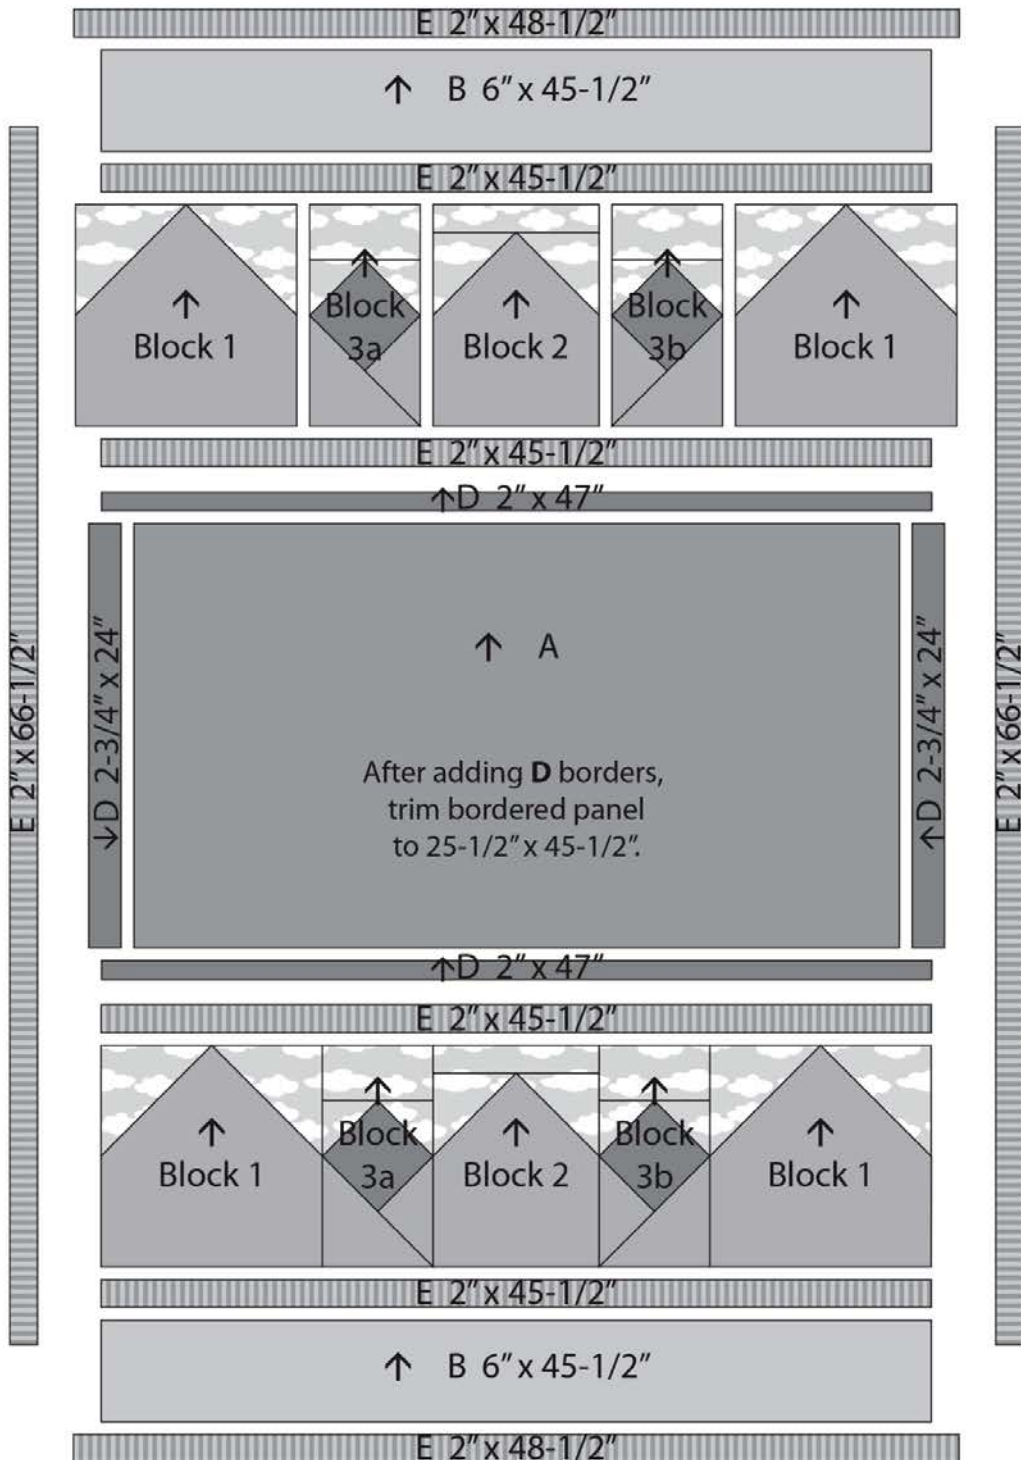 E 2” x 48-1/2”
↑ B 6” x 45-1/2”
E 2” x 45-1/2”
↑
Block 1
↑
Block
3a
↑
Block 2
↑
Block
3b
↑
Block 1
E 2” x 45-1/2”
↑D 2” x 47”
E 2” x 66-1/2”
↓D 2-3/4” x 24”
↑ A
After adding D borders,
trim bordered panel
to 25-1/2” x 45-1/2”.
↑D 2-3/4” x 24”
E 2” x 66-1/2”
↑D 2” x 47”
E 2” x 45-1/2”
↑
Block 1
↑
Block
3a
↑
Block 2
↑
Block
3b
↑
Block 1
E 2” x 45-1/2”
↑ B 6” x 45-1/2”
E 2” x 48-1/2”